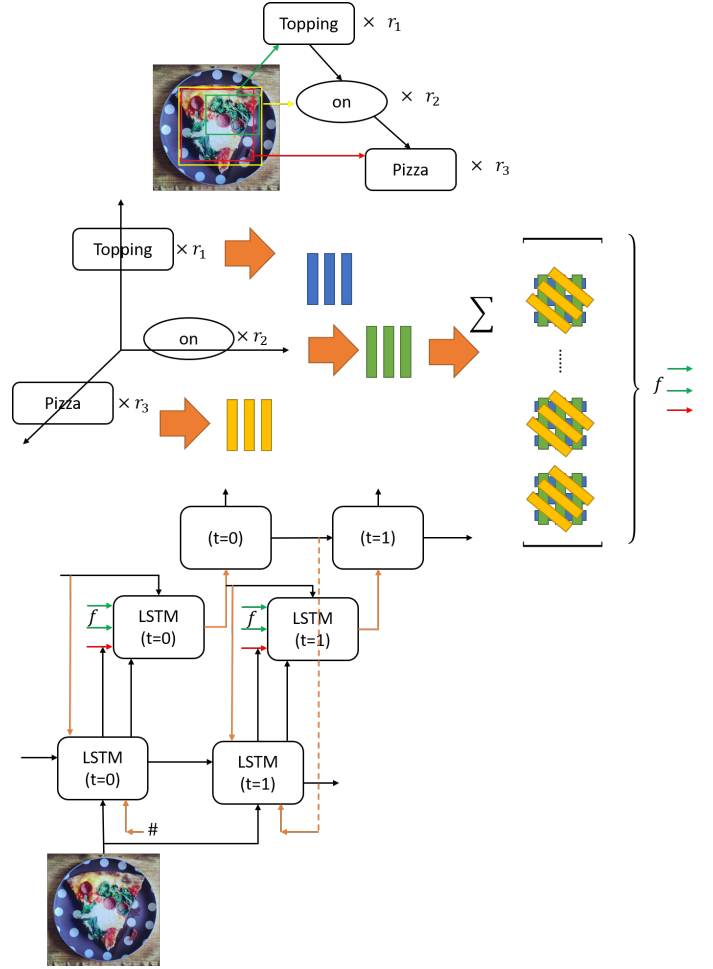 Topping × r₁
on × r₂
Pizza × r₃
Topping × r₁
on × r₂
Pizza × r₃
∑
f
(t=0)
(t=1)
f
LSTM
(t=0)
f
LSTM
(t=1)
LSTM
(t=0)
LSTM
(t=1)
#